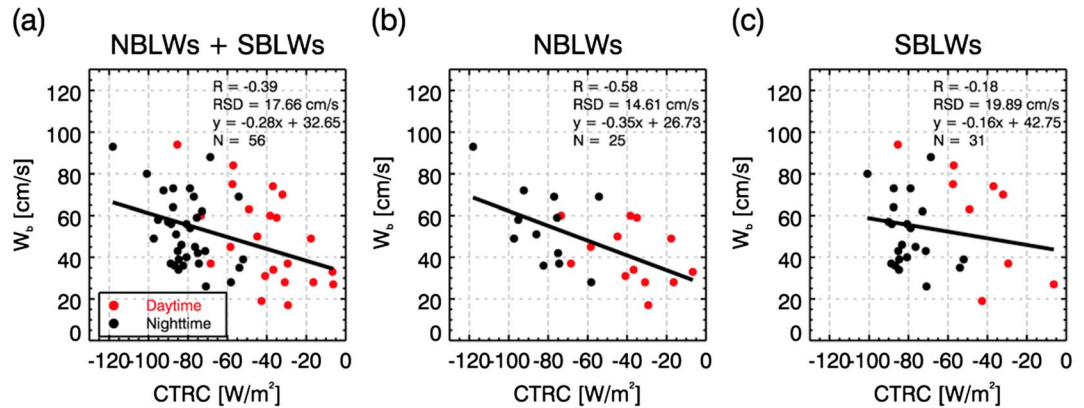 (a)
NBLWs + SBLWs
R = -0.39
RSD = 17.66 cm/s
y = -0.28x + 32.65
N = 56
120
100
80
60
40
20
0
Wb [cm/s]
Daytime
Nighttime
-120 -100 -80 -60 -40 -20 0
CTRC [W/m²]
(b)
NBLWs
R = -0.58
RSD = 14.61 cm/s
y = -0.35x + 26.73
N = 25
120
100
80
60
40
20
0
Wb [cm/s]
-120 -100 -80 -60 -40 -20 0
CTRC [W/m²]
(c)
SBLWs
R = -0.18
RSD = 19.89 cm/s
y = -0.16x + 42.75
N = 31
120
100
80
60
40
20
0
Wb [cm/s]
-120 -100 -80 -60 -40 -20 0
CTRC [W/m²]